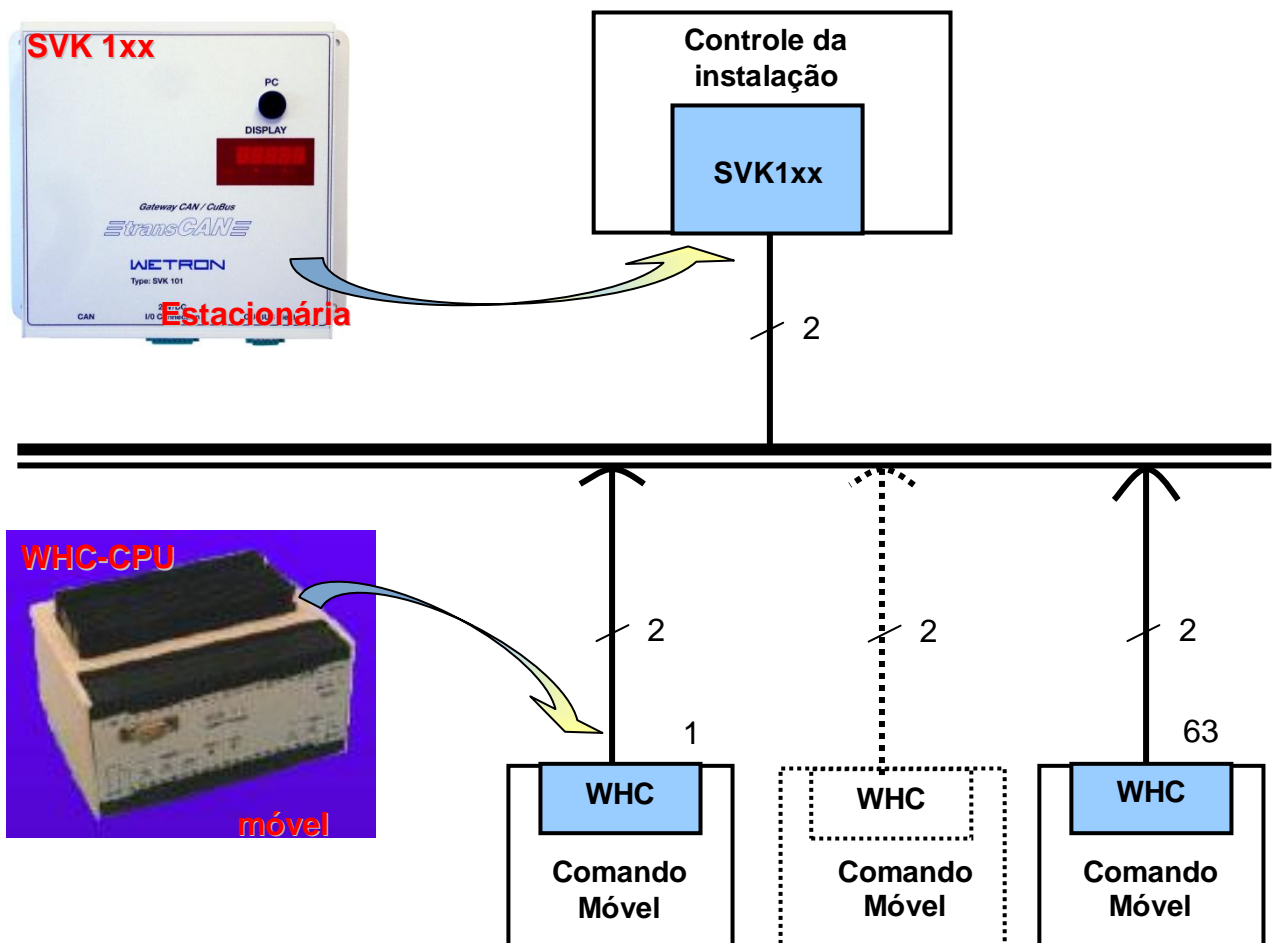 SVK 1xx
PC
DISPLAY
Gateway CAN / CuBus
transCAN
WETRON
Type: SVK 101
CAN
I/0
Estacionária
Controle da
instalação
SVK1xx
2
WHC-CPU
móvel
2
2
2
1
63
WHC
WHC
WHC
Comando
Móvel
Comando
Móvel
Comando
Móvel